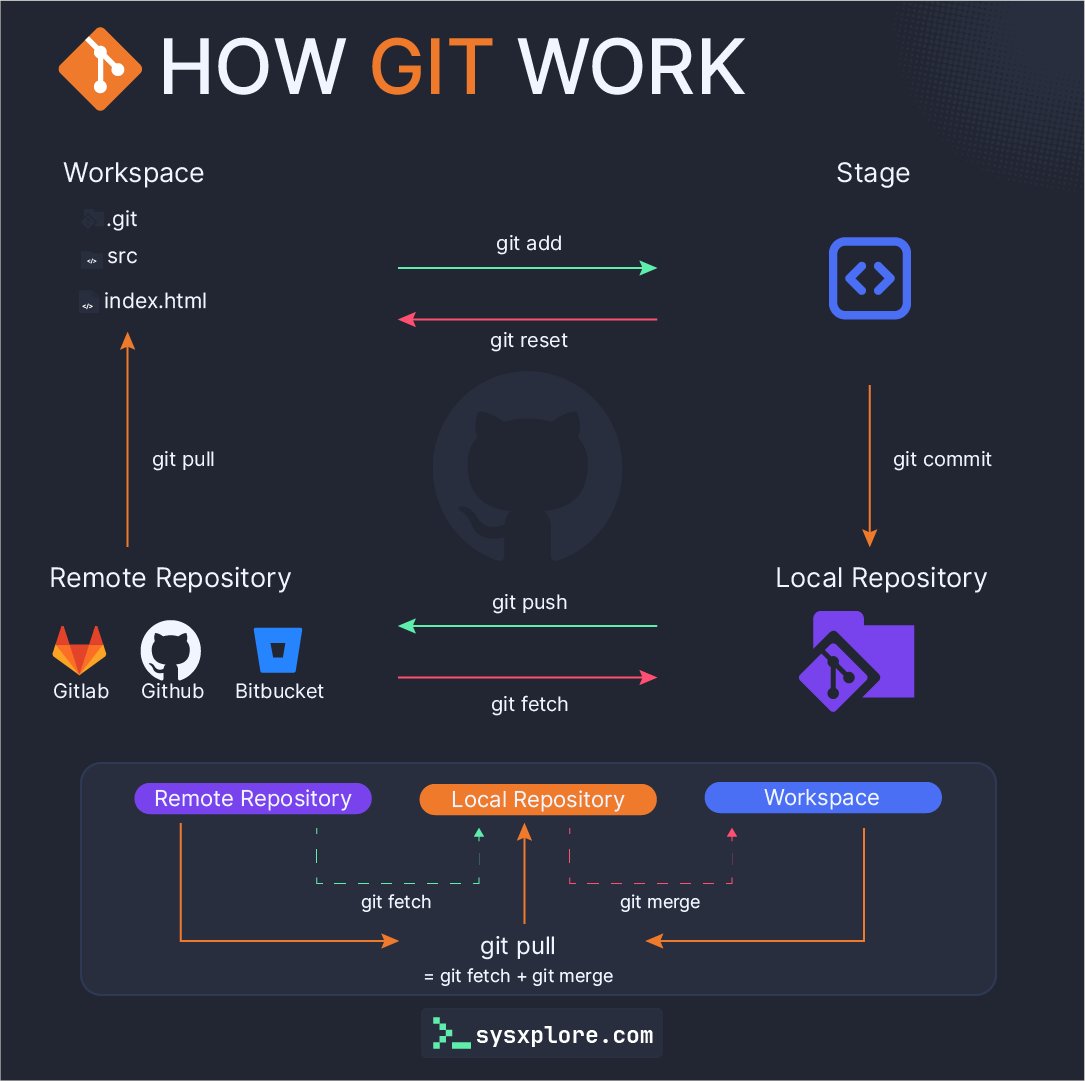 HOW GIT WORK
Workspace
Stage
.git
src
index.html
git add
git reset
git pull
git commit
Remote Repository
Local Repository
git push
git fetch
Gitlab
Github
Bitbucket
Remote Repository
Local Repository
Workspace
git fetch
git merge
git pull
= git fetch + git merge
sysxplore.com